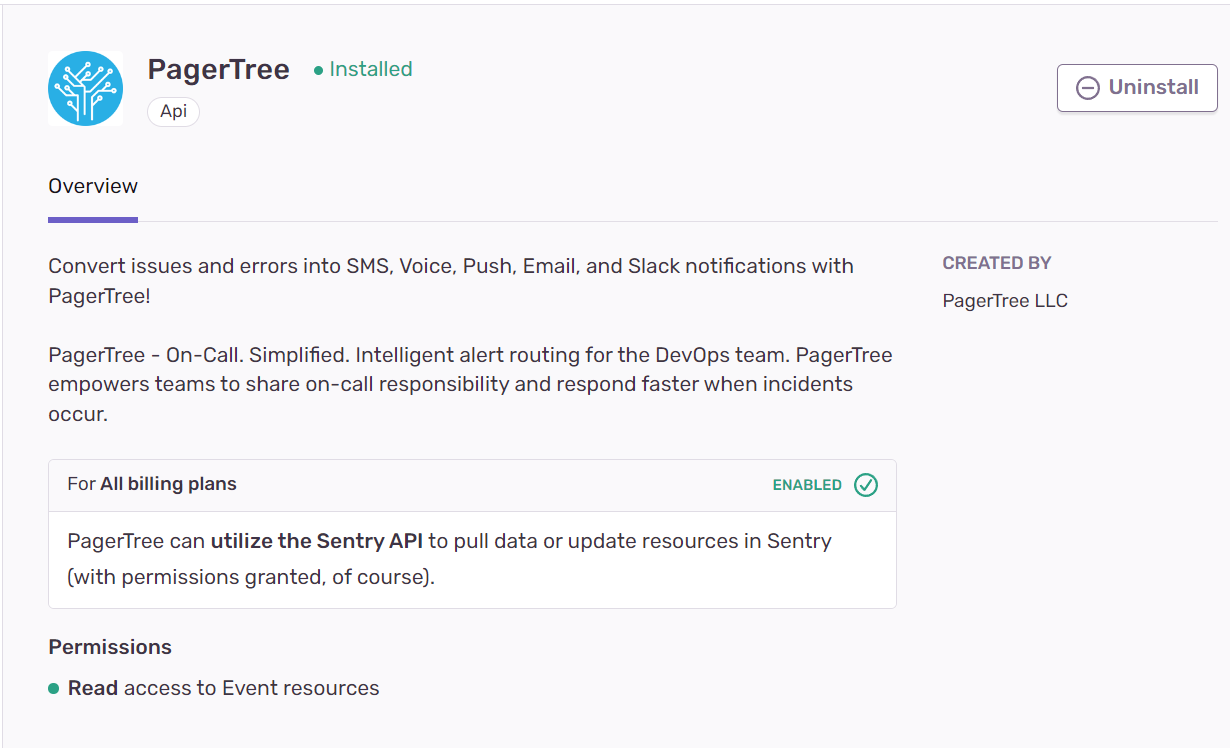 PagerTree
Installed
Api
Uninstall
Overview
Convert issues and errors into SMS, Voice, Push, Email, and Slack notifications with
PagerTree!
PagerTree - On-Call. Simplified. Intelligent alert routing for the DevOps team. PagerTree
empowers teams to share on-call responsibility and respond faster when incidents
occur.
CREATED BY
PagerTree LLC
For All billing plans
ENABLED
PagerTree can utilize the Sentry API to pull data or update resources in Sentry
(with permissions granted, of course).
Permissions
Read access to Event resources